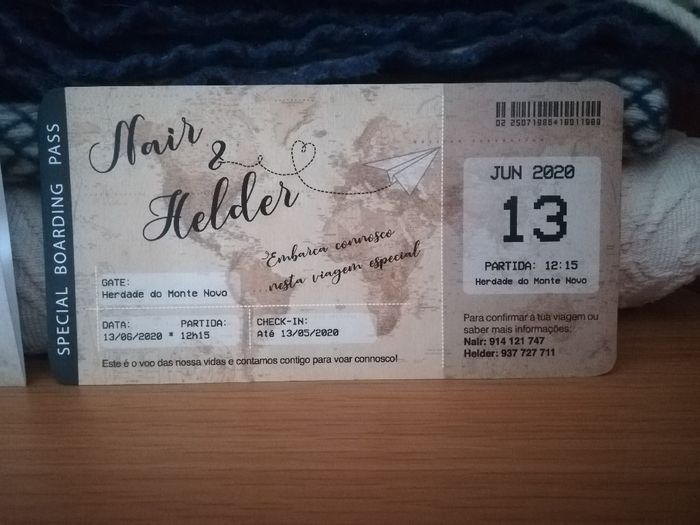 SPECIAL BOARDING PASS
Nair
&
Helder
Embarca connosco
nesta viagem especial
GATE:
Herdade do Monte Novo
DATA: PARTIDA:
13/06/2020 * 12h15
CHECK-IN:
Até 13/05/2020
Este é o voo das nossa vidas e contamos contigo para voar connosco!
JUN 2020
13
PARTIDA: 12:15
Herdade do Monte Novo
Para confirmar a tua viagem ou
saber mais informações:
Nair: 914 121 747
Helder: 937 727 711